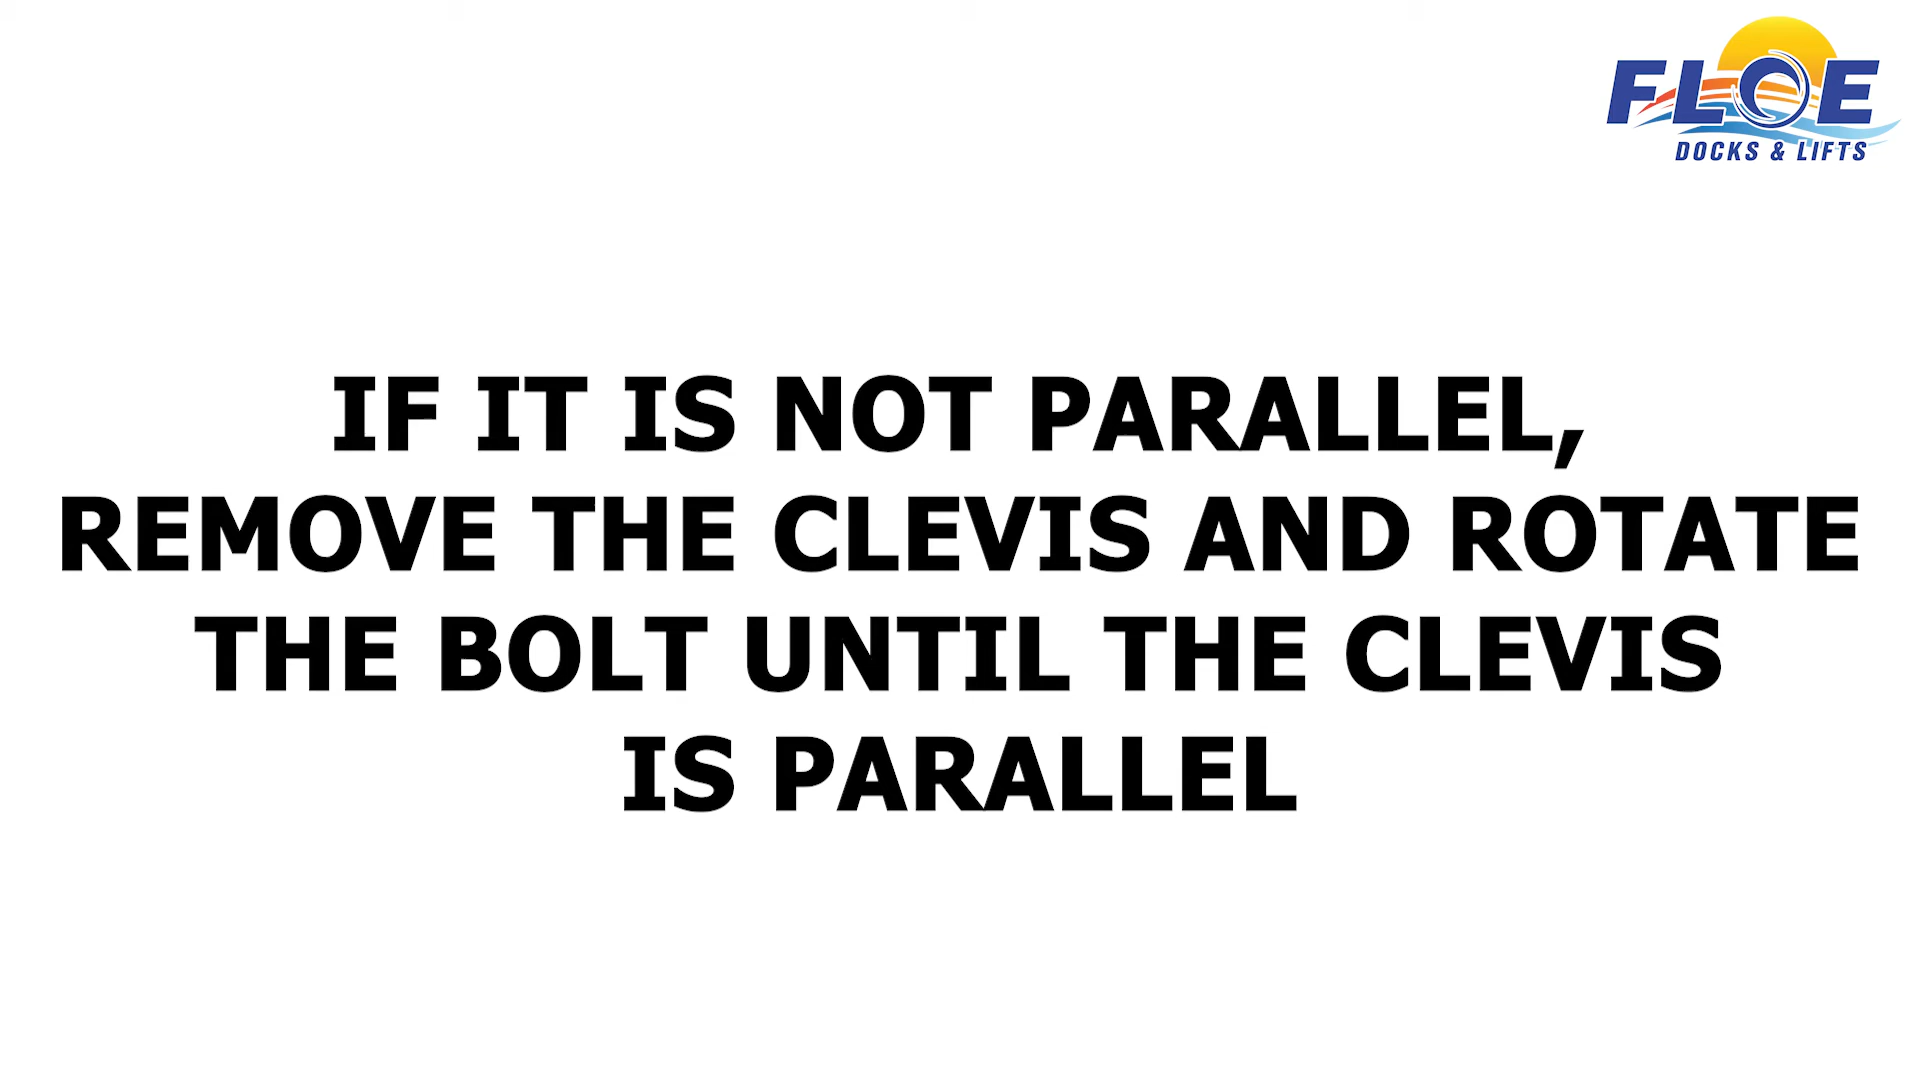 FLOE
DOCKS & LIFTS
IF IT IS NOT PARALLEL,
REMOVE THE CLEVIS AND ROTATE
THE BOLT UNTIL THE CLEVIS
IS PARALLEL